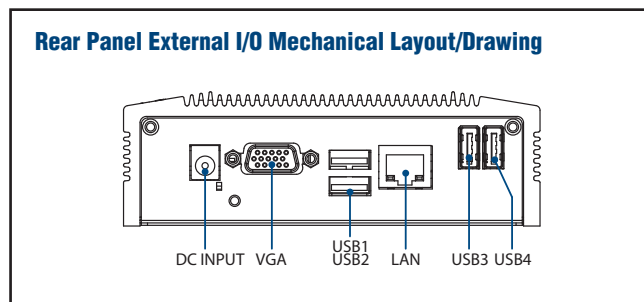 Rear Panel External I/O Mechanical Layout/Drawing
DC INPUT VGA USB1 LAN USB3 USB4
USB2